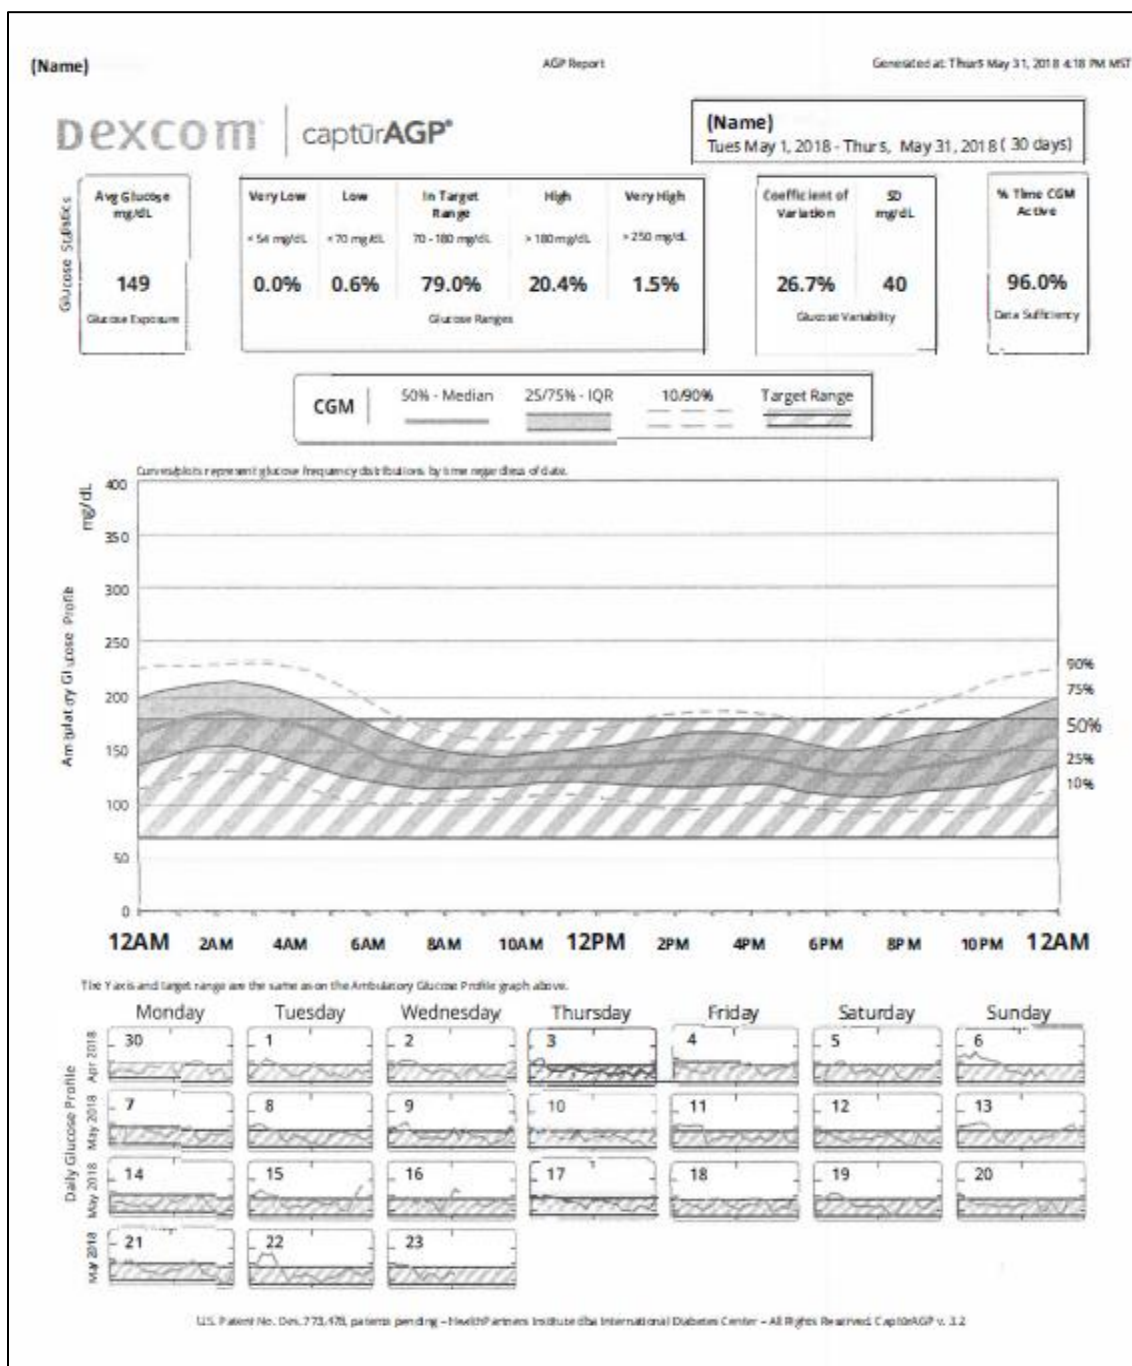 (Name) AGP Report Generated at: Thurs May 31, 2018 4:18 PM MST
Dexcom captūrAGP®
(Name)
Tues May 1, 2018 - Thurs, May 31, 2018 ( 30 days)
Glucose Statistics
Avg Glucose
mg/dL
149
Glucose Exposure
Very Low Low In Target Range High Very High
< 54 mg/dL < 70 mg/dL 70 - 180 mg/dL > 180 mg/dL > 250 mg/dL
0.0% 0.6% 79.0% 20.4% 1.5%
Glucose Ranges
Coefficient of Variation SD mg/dL
26.7% 40
Glucose Variability
% Time CGM
Active
96.0%
Data Sufficiency
CGM 50% - Median 25/75% - IQR 10/90% Target Range
Curves/plots represent glucose frequency distributions by time regardless of date.
Ambulatory Glucose Profile
mg/dL
400
350
300
250
200
150
100
50
0
90%
75%
50%
25%
10%
12AM 2AM 4AM 6AM 8AM 10AM 12PM 2PM 4PM 6PM 8PM 10PM 12AM
The Y axis and target range are the same as on the Ambulatory Glucose Profile graph above.
Daily Glucose Profile
Monday Tuesday Wednesday Thursday Friday Saturday Sunday
Apr 2018
30 1 2 3 4 5 6
May 2018
7 8 9 10 11 12 13
May 2018
14 15 16 17 18 19 20
May 2018
21 22 23
U.S. Patent No. Des. 773,478, patents pending – HealthPartners Institute dba International Diabetes Center – All Rights Reserved. CaptūrAGP v. 3.2